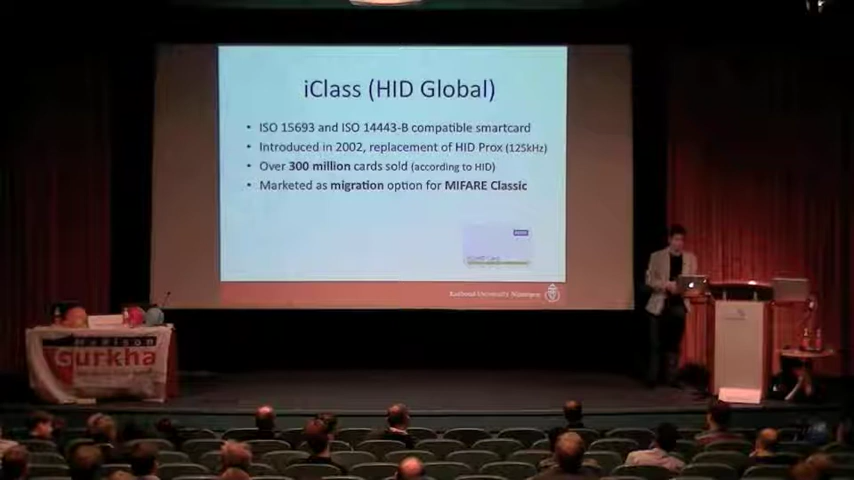 iClass (HID Global)
• ISO 15693 and ISO 14443-B compatible smartcard
• Introduced in 2002, replacement of HID Prox (125kHz)
• Over 300 million cards sold (according to HID)
• Marketed as migration option for MIFARE Classic
Radboud University Nijmegen
Madison
Gurkha